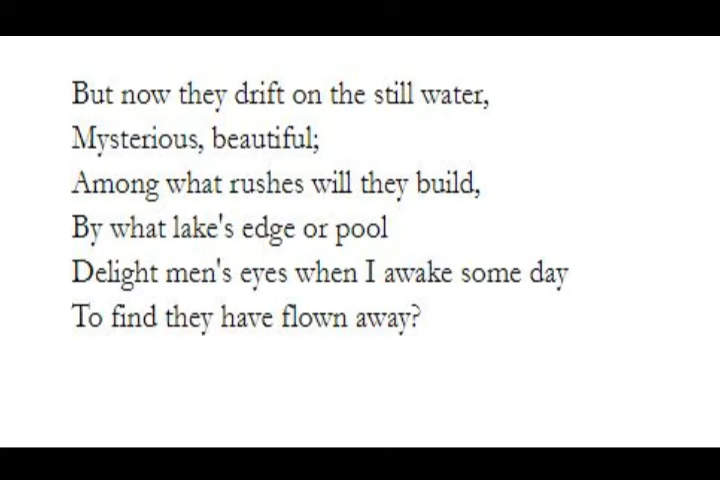 But now they drift on the still water,
Mysterious, beautiful;
Among what rushes will they build,
By what lake's edge or pool
Delight men's eyes when I awake some day
To find they have flown away?